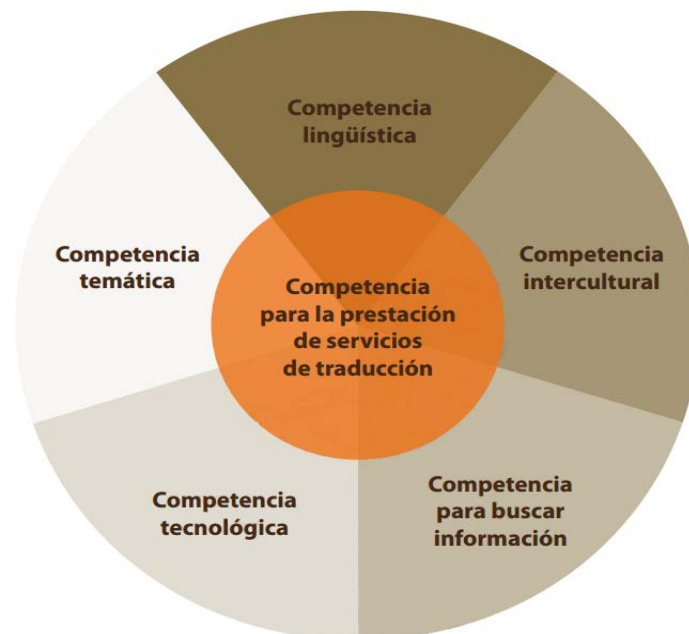 Competencia
lingüística
Competencia
temática
Competencia
intercultural
Competencia
para la prestación
de servicios
de traducción
Competencia
tecnológica
Competencia
para buscar
información